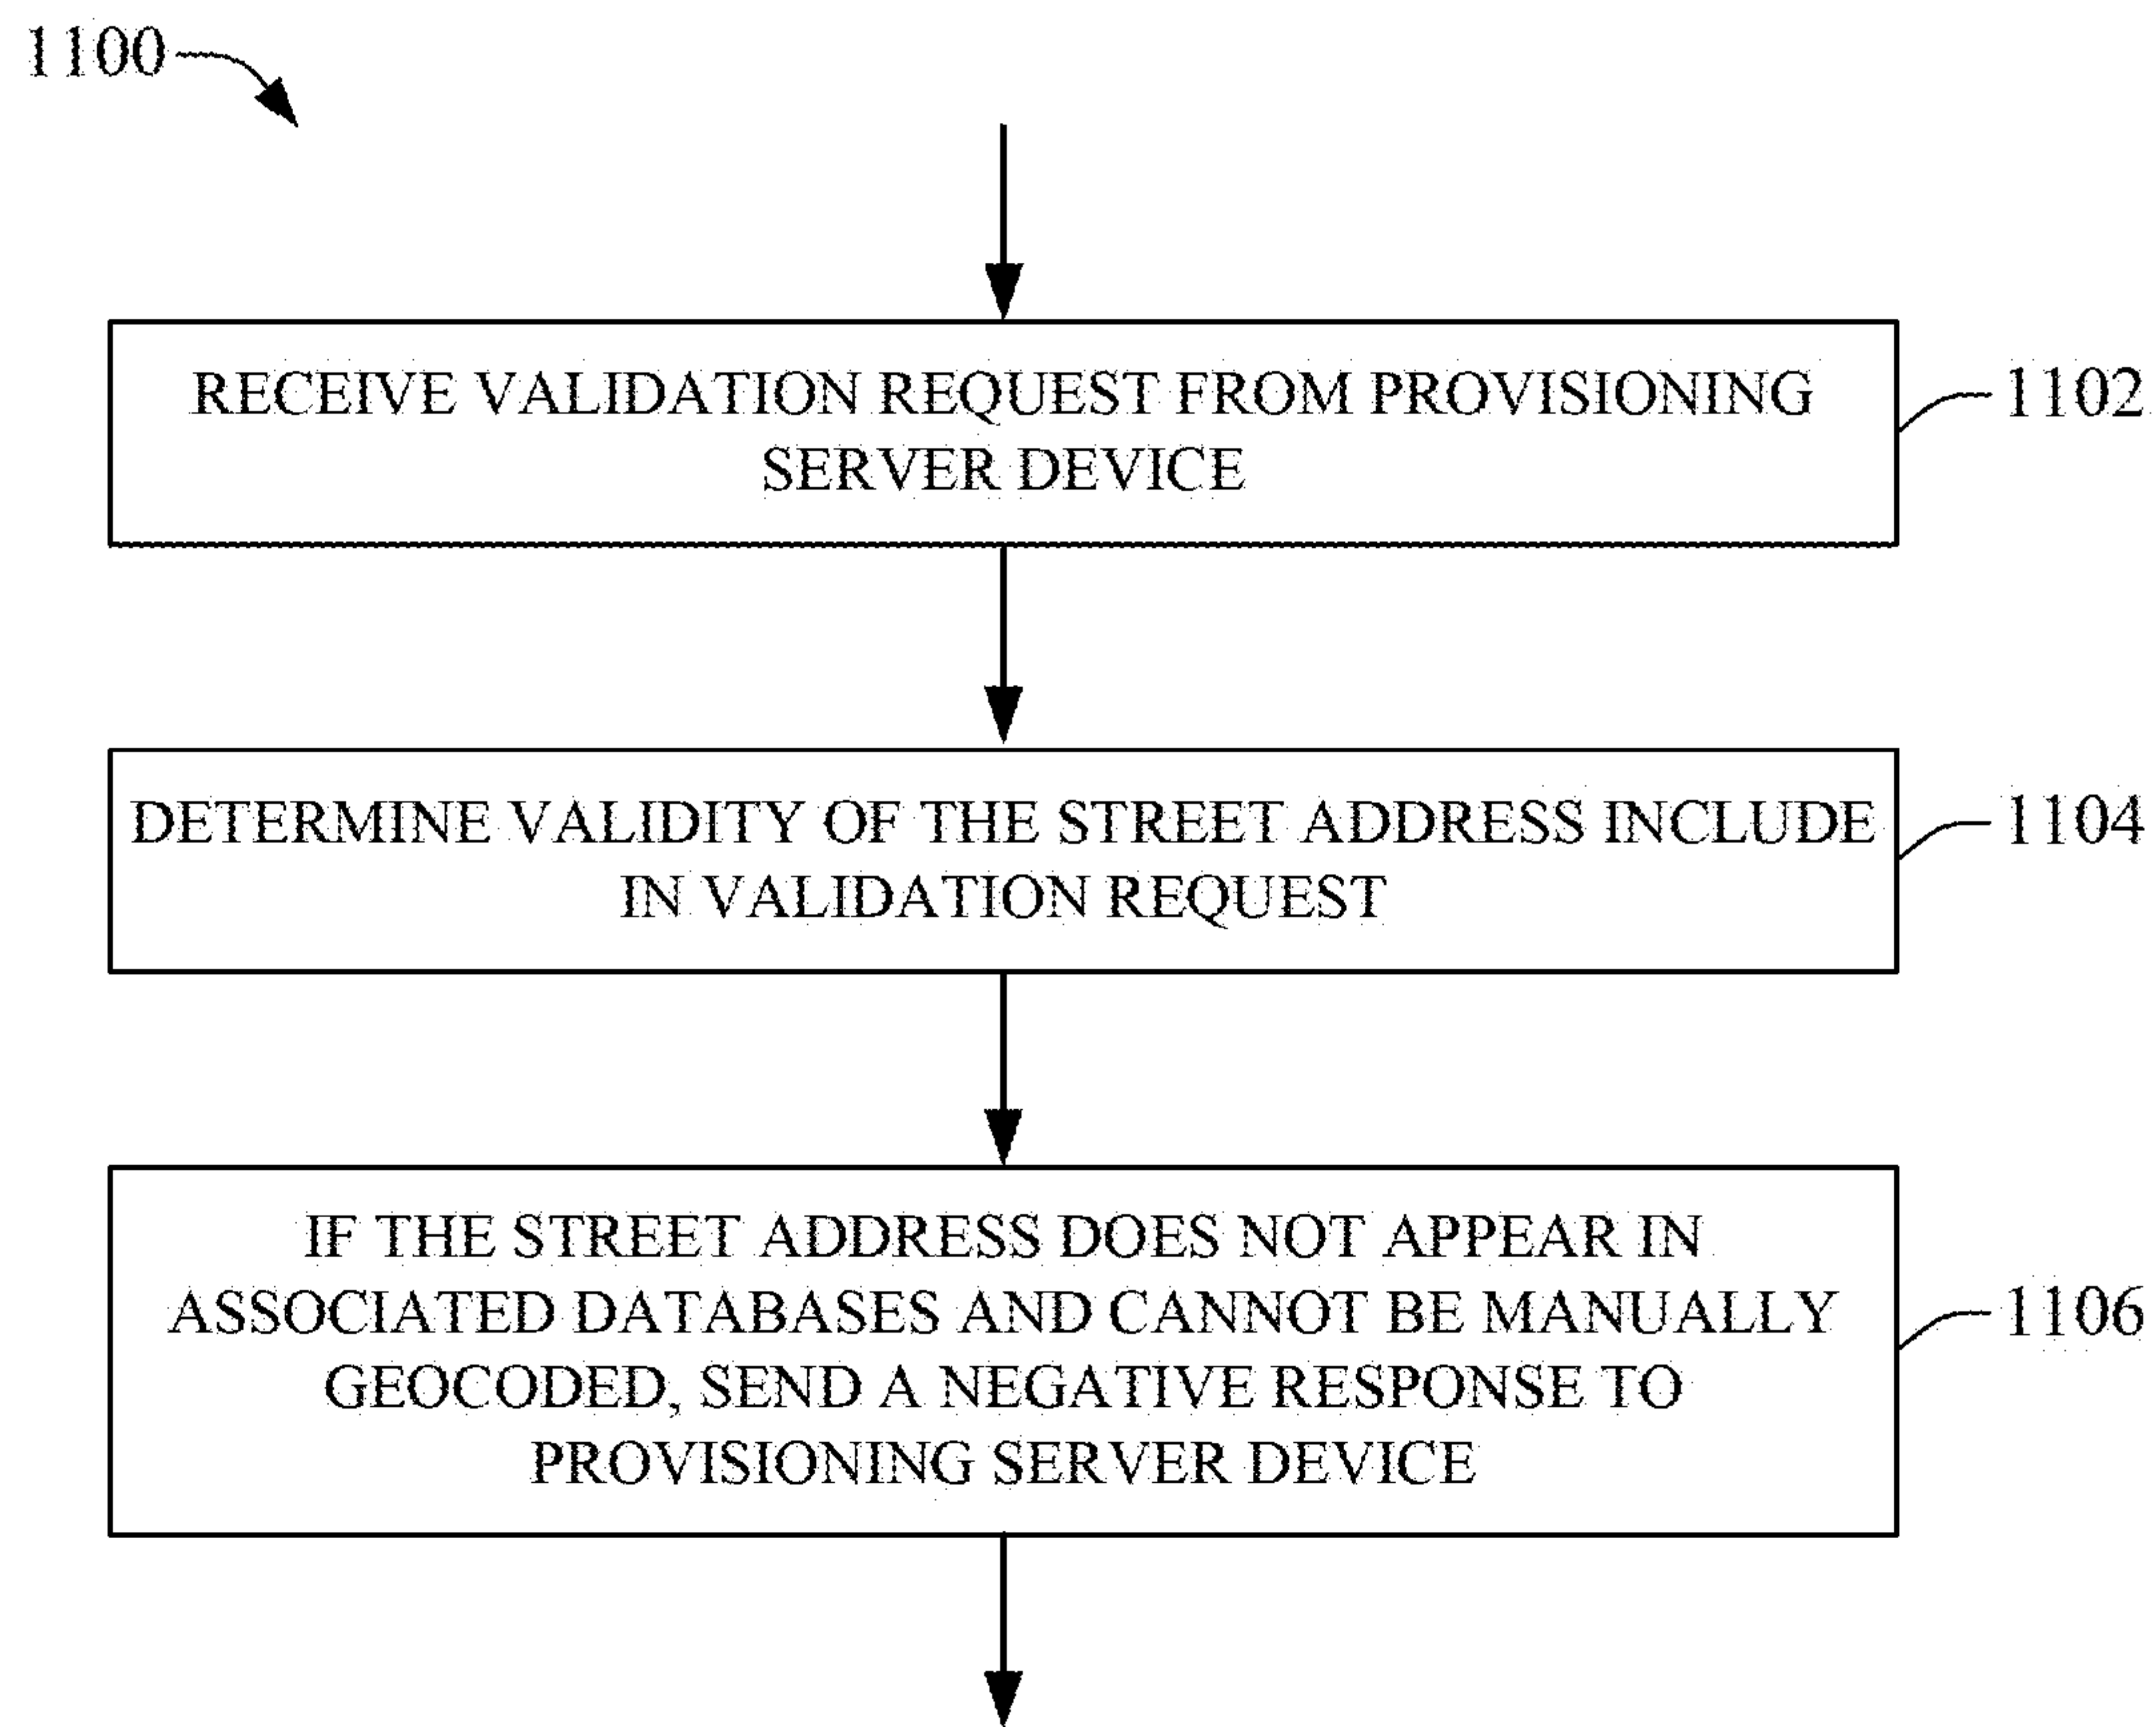 1100
RECEIVE VALIDATION REQUEST FROM PROVISIONING
SERVER DEVICE
1102
DETERMINE VALIDITY OF THE STREET ADDRESS INCLUDE
IN VALIDATION REQUEST
1104
IF THE STREET ADDRESS DOES NOT APPEAR IN
ASSOCIATED DATABASES AND CANNOT BE MANUALLY
GEOCODED, SEND A NEGATIVE RESPONSE TO
PROVISIONING SERVER DEVICE
1106